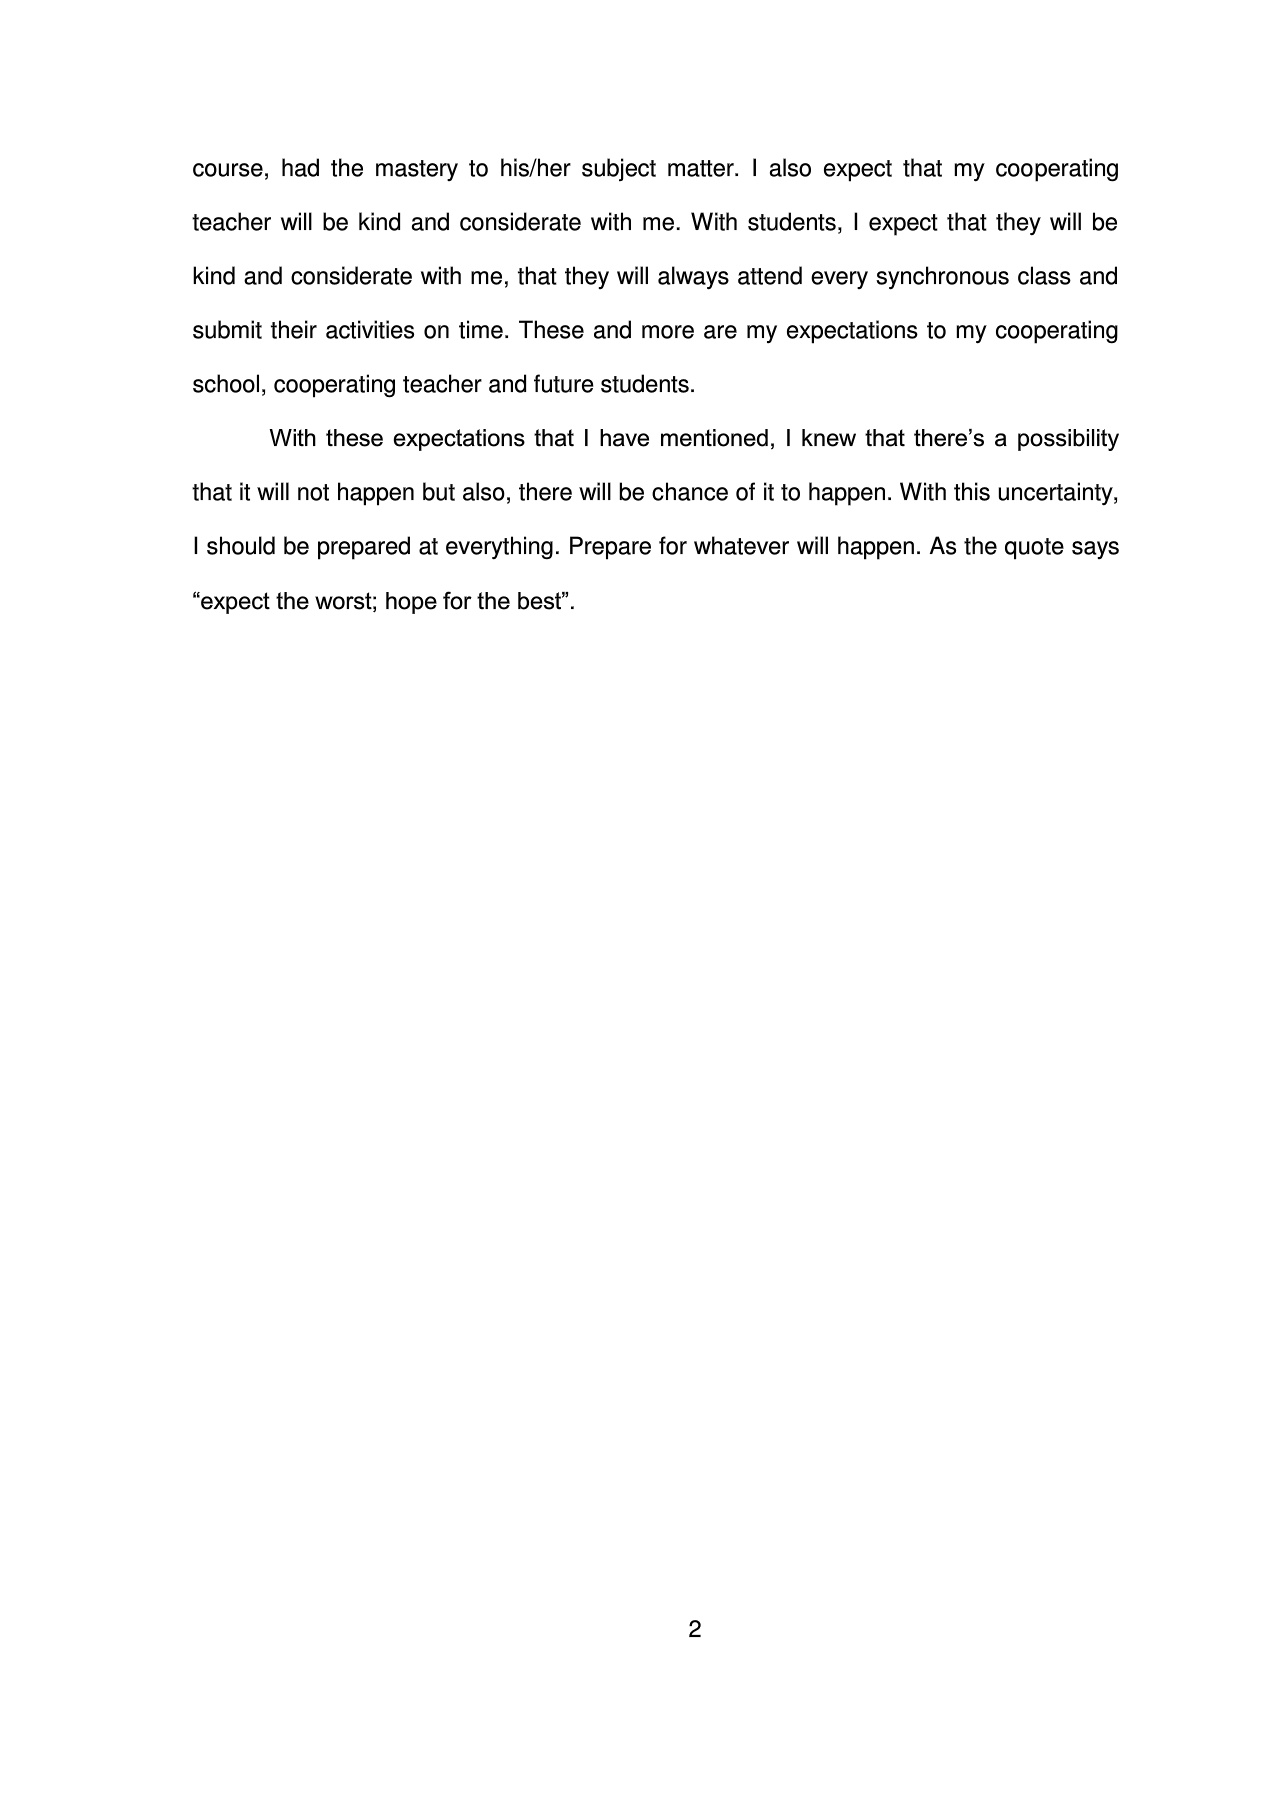 course, had the mastery to his/her subject matter. I also expect that my cooperating
teacher will be kind and considerate with me. With students, I expect that they will be
kind and considerate with me, that they will always attend every synchronous class and
submit their activities on time. These and more are my expectations to my cooperating
school, cooperating teacher and future students.
With these expectations that I have mentioned, I knew that there’s a possibility
that it will not happen but also, there will be chance of it to happen. With this uncertainty,
I should be prepared at everything. Prepare for whatever will happen. As the quote says
“expect the worst; hope for the best”.
2